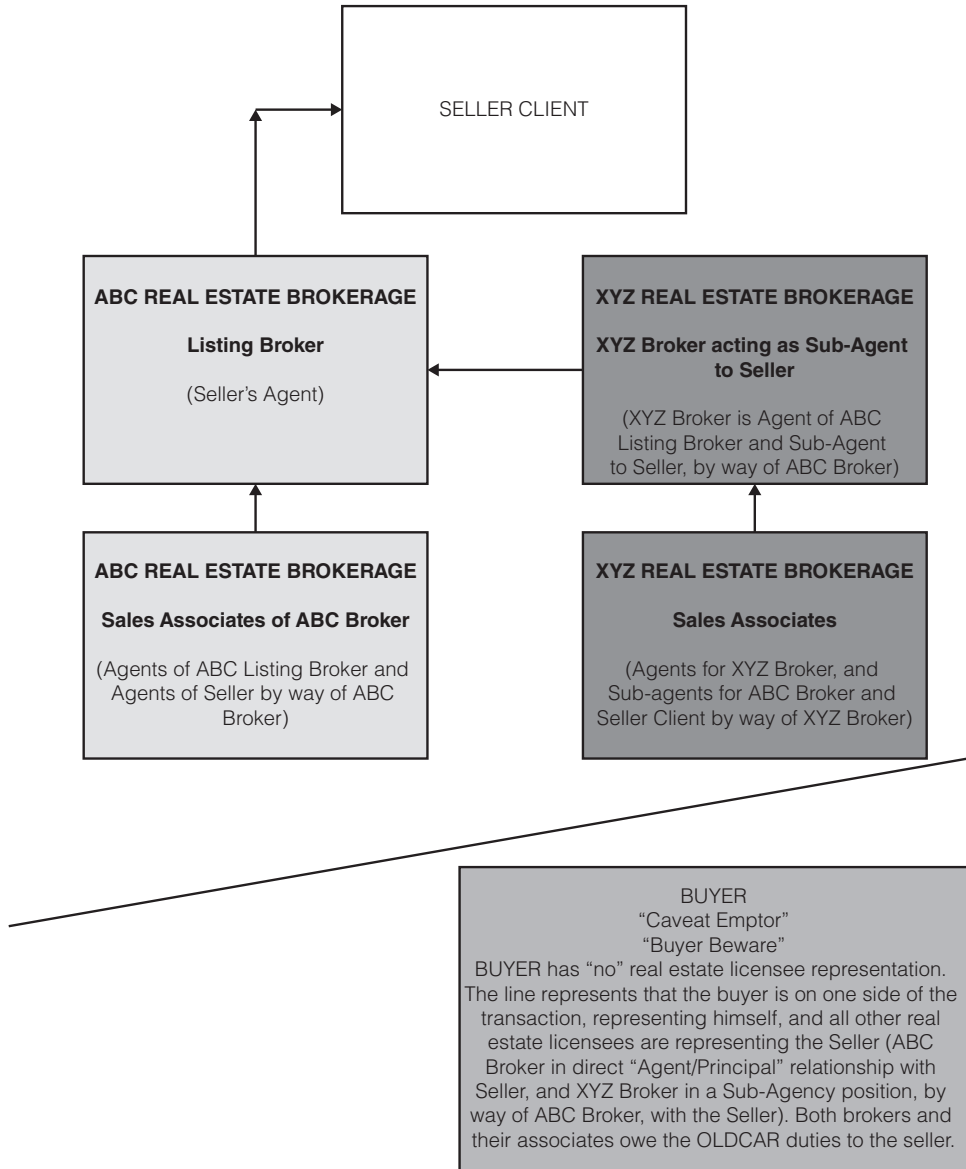 SELLER CLIENT
ABC REAL ESTATE BROKERAGE
Listing Broker
(Seller’s Agent)
XYZ REAL ESTATE BROKERAGE
XYZ Broker acting as Sub-Agent
to Seller
(XYZ Broker is Agent of ABC
Listing Broker and Sub-Agent
to Seller, by way of ABC Broker)
ABC REAL ESTATE BROKERAGE
Sales Associates of ABC Broker
(Agents of ABC Listing Broker and
Agents of Seller by way of ABC
Broker)
XYZ REAL ESTATE BROKERAGE
Sales Associates
(Agents for XYZ Broker, and
Sub-agents for ABC Broker and
Seller Client by way of XYZ Broker)
BUYER
“Caveat Emptor”
“Buyer Beware”
BUYER has “no” real estate licensee representation.
The line represents that the buyer is on one side of the
transaction, representing himself, and all other real
estate licensees are representing the Seller (ABC
Broker in direct “Agent/Principal” relationship with
Seller, and XYZ Broker in a Sub-Agency position, by
way of ABC Broker, with the Seller). Both brokers and
their associates owe the OLDCAR duties to the seller.